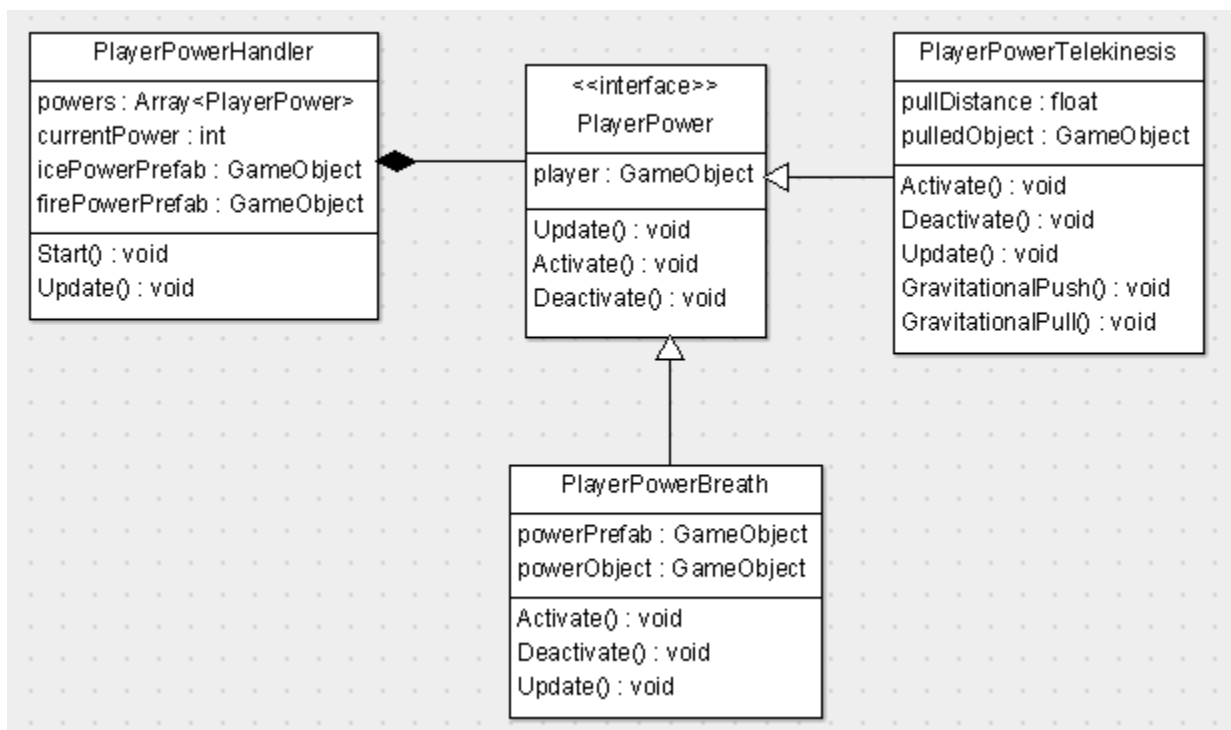 PlayerPowerHandler
powers : Array<PlayerPower>
currentPower : int
icePowerPrefab : GameObject
firePowerPrefab : GameObject
Start() : void
Update() : void
<<interface>>
PlayerPower
player : GameObject
Update() : void
Activate() : void
Deactivate() : void
PlayerPowerTelekinesis
pullDistance : float
pulledObject : GameObject
Activate() : void
Deactivate() : void
Update() : void
GravitationalPush() : void
GravitationalPull() : void
PlayerPowerBreath
powerPrefab : GameObject
powerObject : GameObject
Activate() : void
Deactivate() : void
Update() : void